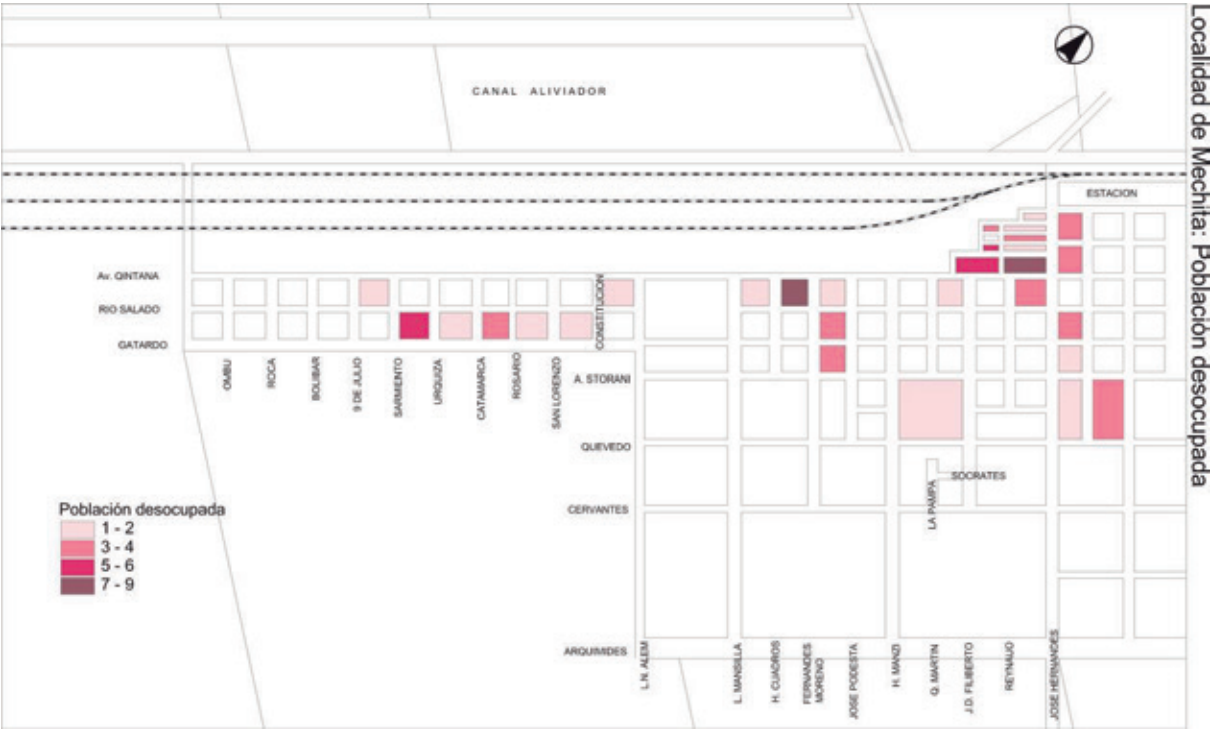 Localidad de Mechita: Población desocupada
CANAL ALIVIADOR
ESTACION
Av. QINTANA
RIO SALADO
GATARDO
CONSTITUCION
OMBU
ROCA
BOLIBAR
9 DE JULIO
SARMIENTO
URQUIZA
CATAMARCA
ROSARIO
SAN LORENZO
A. STORANI
QUEVEDO
SOCRATES
LA PAMPA
CERVANTES
Población desocupada
1 - 2
3 - 4
5 - 6
7 - 9
ARQUIMIDES
L.N. ALEM
L. MANSILLA
H. CUADROS
FERNANDES
MORENO
JOSE PODESTA
H. MANZI
Q. MARTIN
J.D. FILIBERTO
REYNALIO
JOSE HERNANDES